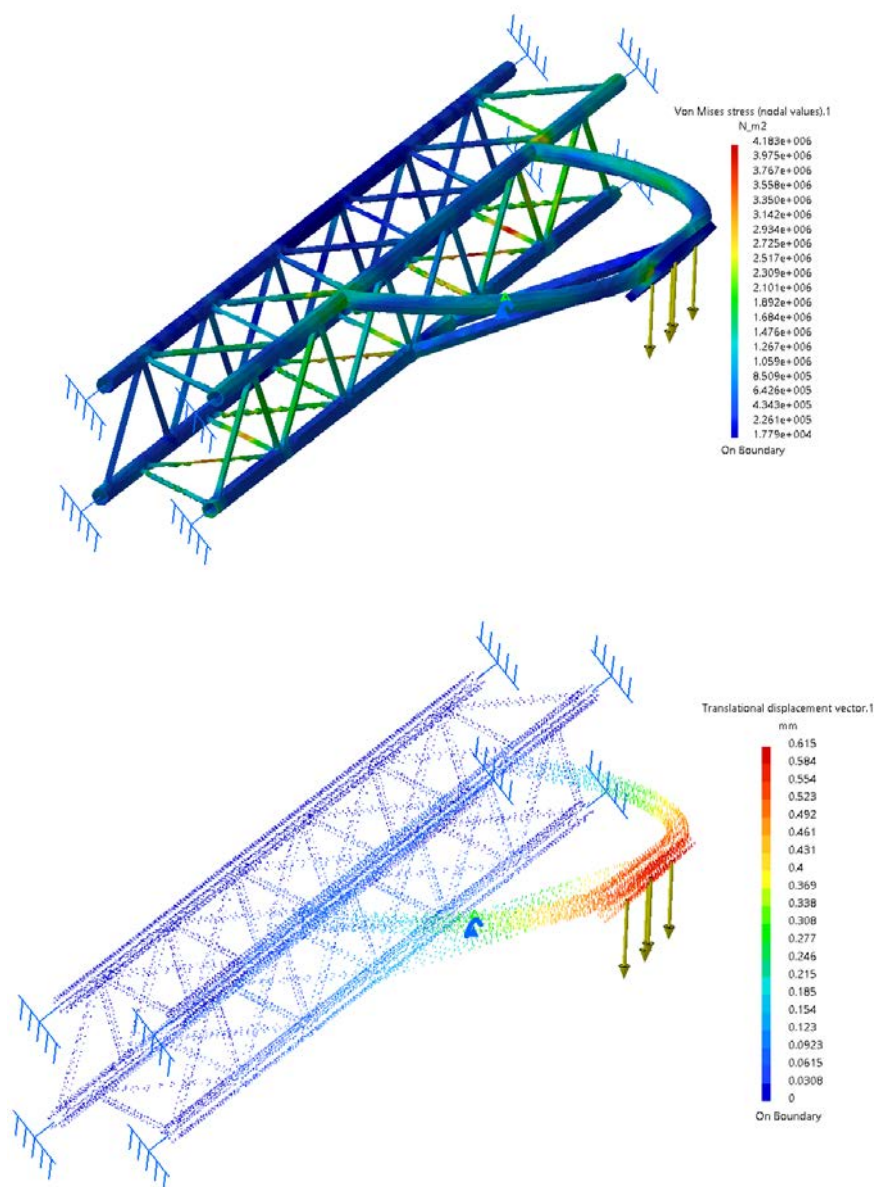 Von Mises stress (nodal values).1
N_m2
4.183e+006
3.975e+006
3.767e+006
3.558e+006
3.350e+006
3.142e+006
2.934e+006
2.725e+006
2.517e+006
2.309e+006
2.101e+006
1.892e+006
1.684e+006
1.476e+006
1.267e+006
1.059e+006
8.509e+005
6.426e+005
4.343e+005
2.261e+005
1.779e+004
On Boundary
Translational displacement vector.1
mm
0.615
0.584
0.554
0.523
0.492
0.461
0.431
0.4
0.369
0.338
0.308
0.277
0.246
0.215
0.185
0.154
0.123
0.0923
0.0615
0.0308
0
On Boundary